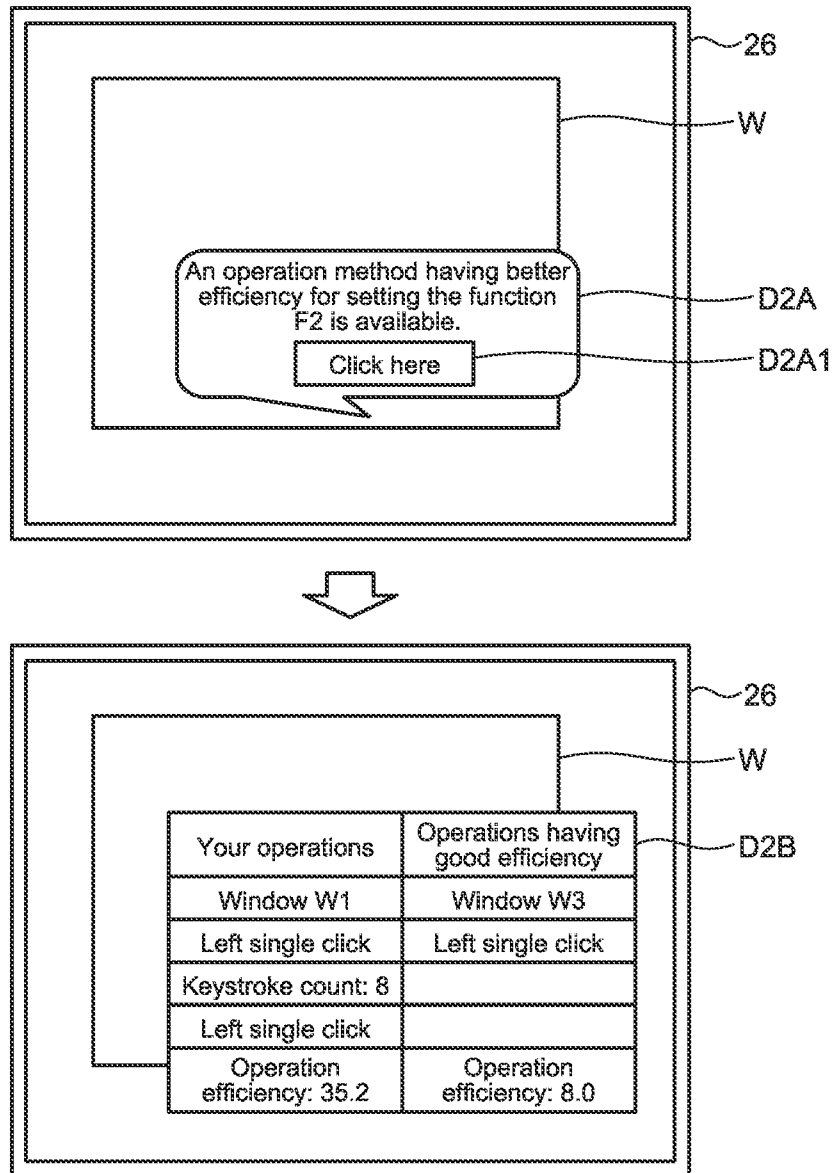 26
W
An operation method having better
efficiency for setting the function
F2 is available.
D2A
Click here
D2A1
26
W
Your operations
Operations having
good efficiency
D2B
Window W1
Window W3
Left single click
Left single click
Keystroke count: 8
Left single click
Operation
efficiency: 35.2
Operation
efficiency: 8.0